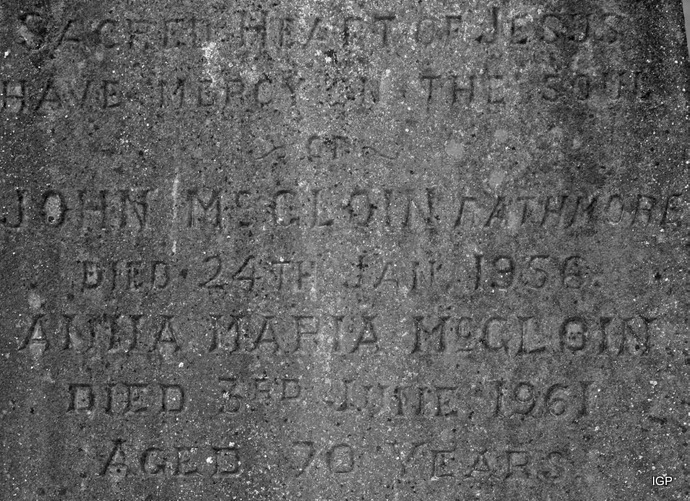 SACRED HEART OF JESUS
HAVE MERCY ON THE SOUL
OF
JOHN McGLOIN RATHMORE
DIED 24TH JAN. 1956.
ANNA MARIA McGLOIN
DIED 3RD JUNE 1961
AGED 70 YEARS
IGP